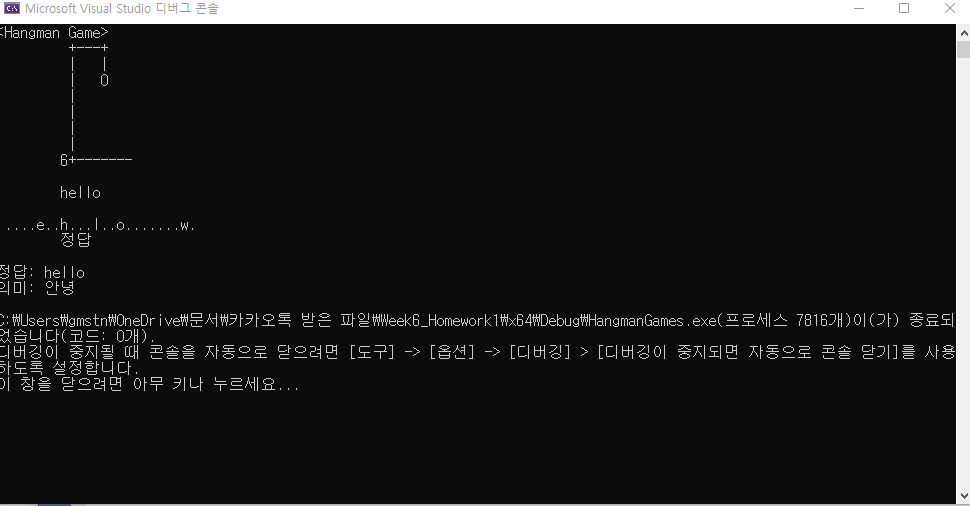 Microsoft Visual Studio 디버그 콘솔
<Hangman Game>
+---+
|   |
|   O
|
|
|
|
6+-------
hello
....e..h...l..o.......w.
정답
정답: hello
의미: 안녕
C:\Users\gmstn\OneDrive\문서\카카오톡 받은 파일\Week6_Homework1\x64\Debug\HangmanGames.exe(프로세스 7816개)이(가) 종료되
었습니다(코드: 0개).
디버깅이 중지될 때 콘솔을 자동으로 닫으려면 [도구] -> [옵션] -> [디버깅] > [디버깅이 중지되면 자동으로 콘솔 닫기]를 사용
하도록 설정합니다.
이 창을 닫으려면 아무 키나 누르세요...